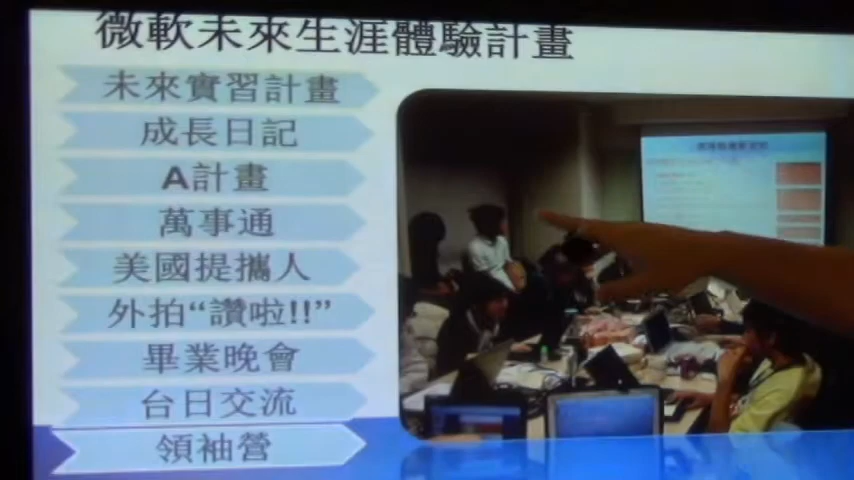 微軟未來生涯體驗計畫
未來實習計畫
成長日記
A計畫
萬事通
美國提攜人
外拍“讚啦!!”
畢業晚會
台日交流
領袖營